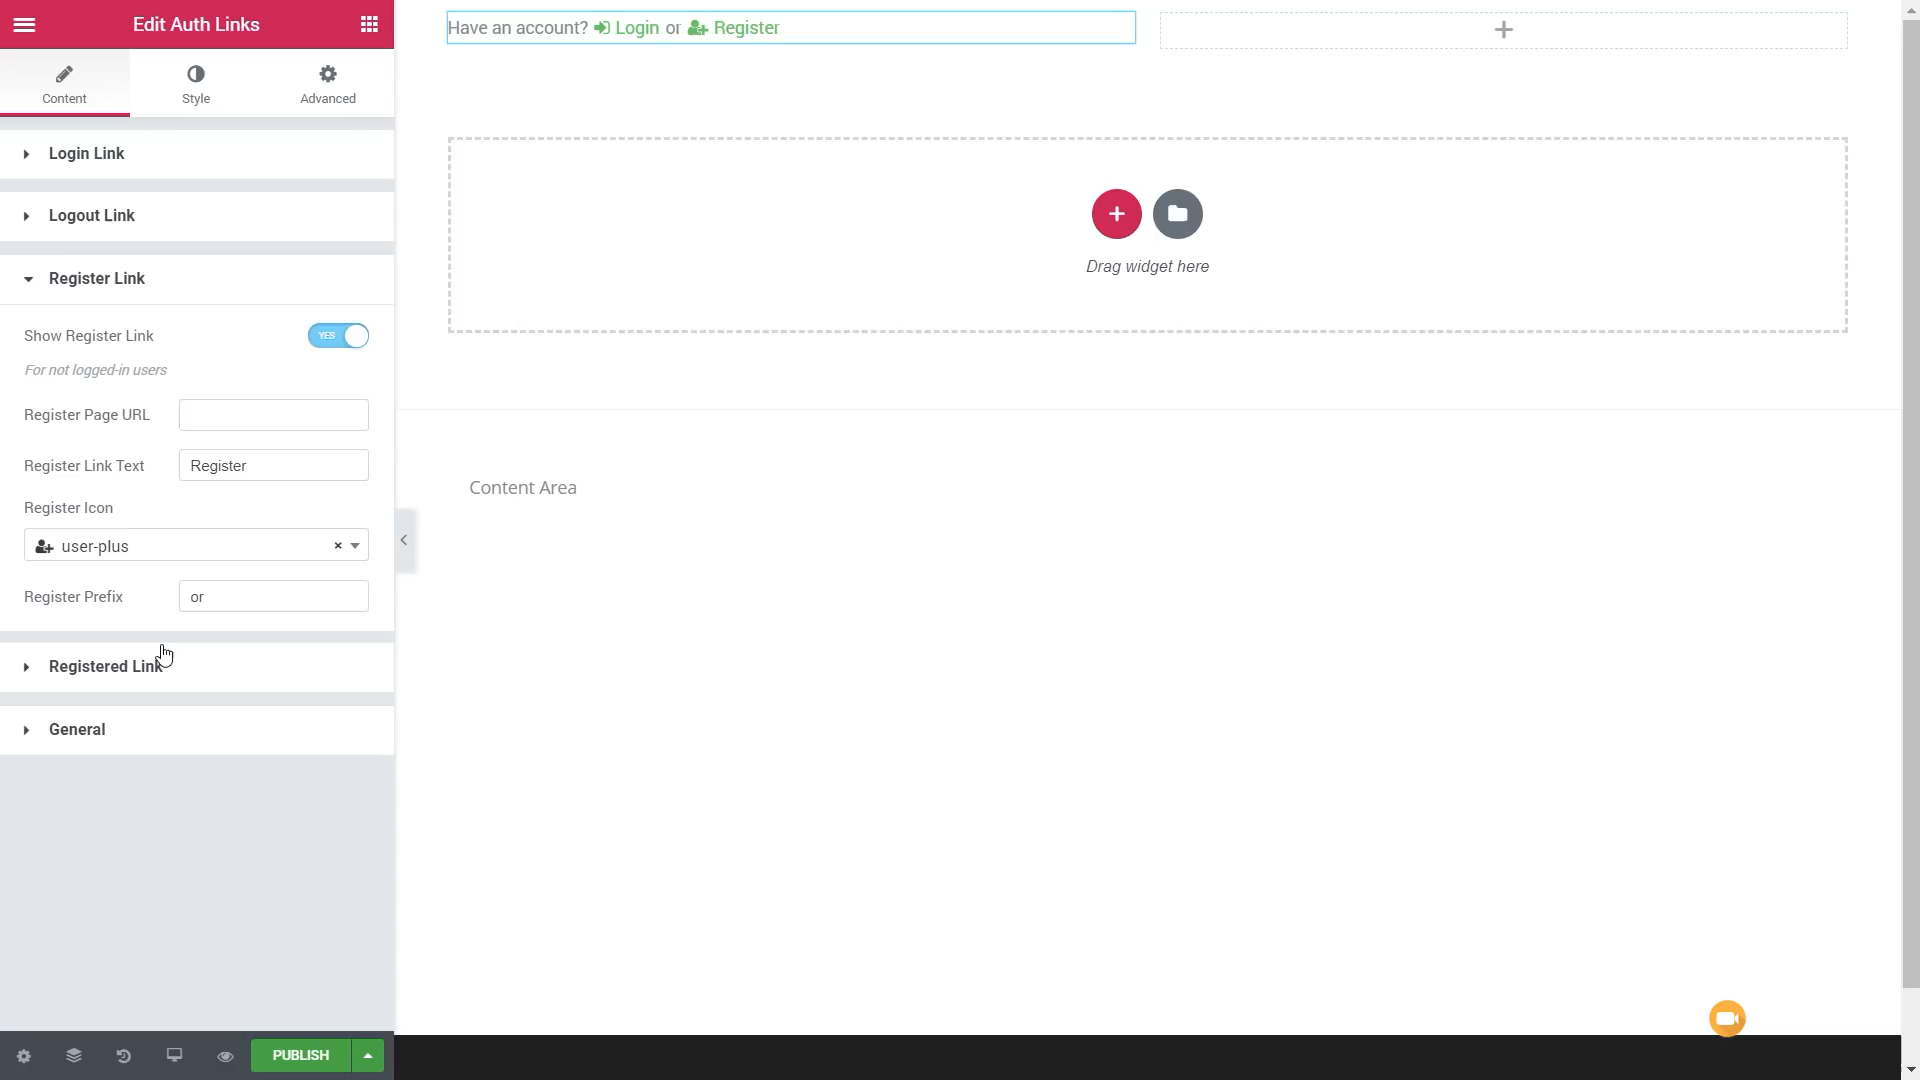 Edit Auth Links
Content
Style
Advanced
Login Link
Logout Link
Register Link
Show Register Link
YES
For not logged-in users
Register Page URL
Register Link Text
Register
Register Icon
user-plus
Register Prefix
or
Registered Link
General
PUBLISH
Have an account? Login or Register
Drag widget here
Content Area